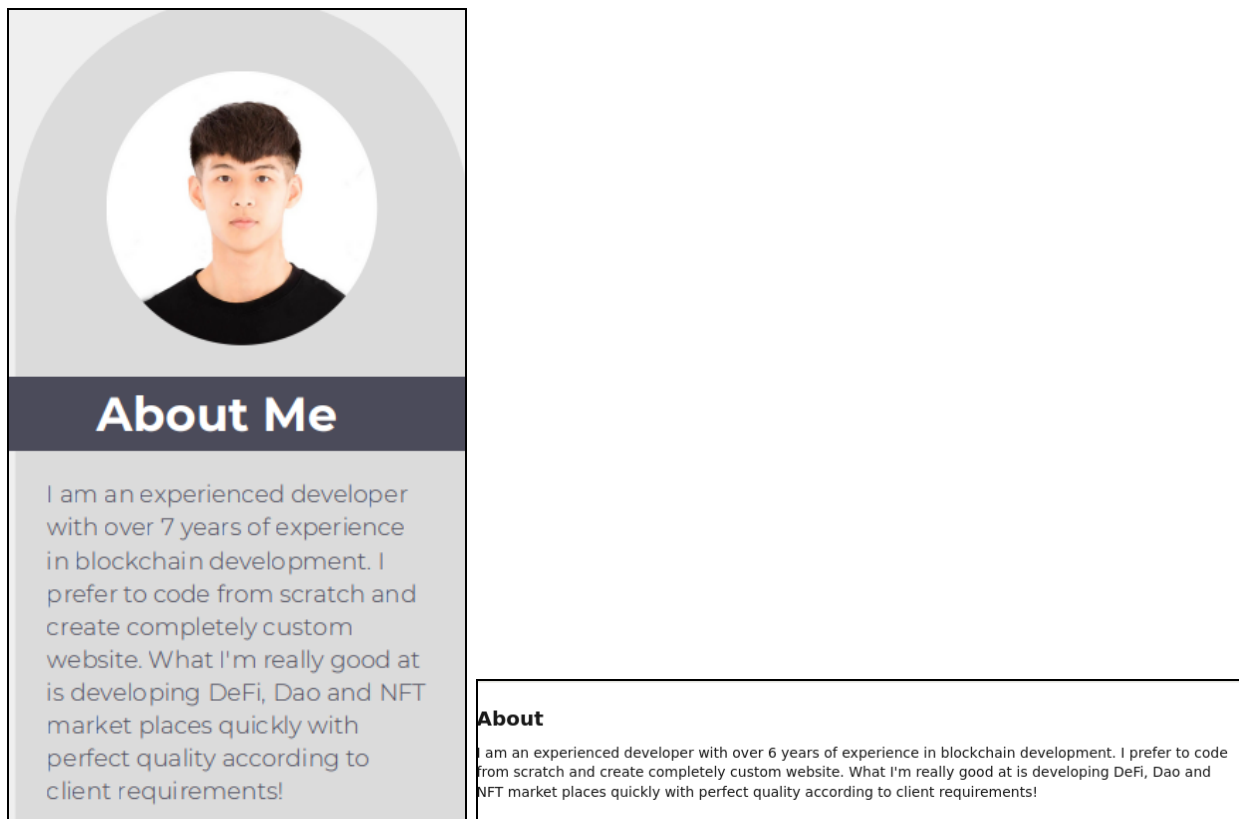 About Me
I am an experienced developer
with over 7 years of experience
in blockchain development. I
prefer to code from scratch and
create completely custom
website. What I'm really good at
is developing DeFi, Dao and NFT
market places quickly with
perfect quality according to
client requirements!
About
I am an experienced developer with over 6 years of experience in blockchain development. I prefer to code
from scratch and create completely custom website. What I'm really good at is developing DeFi, Dao and
NFT market places quickly with perfect quality according to client requirements!